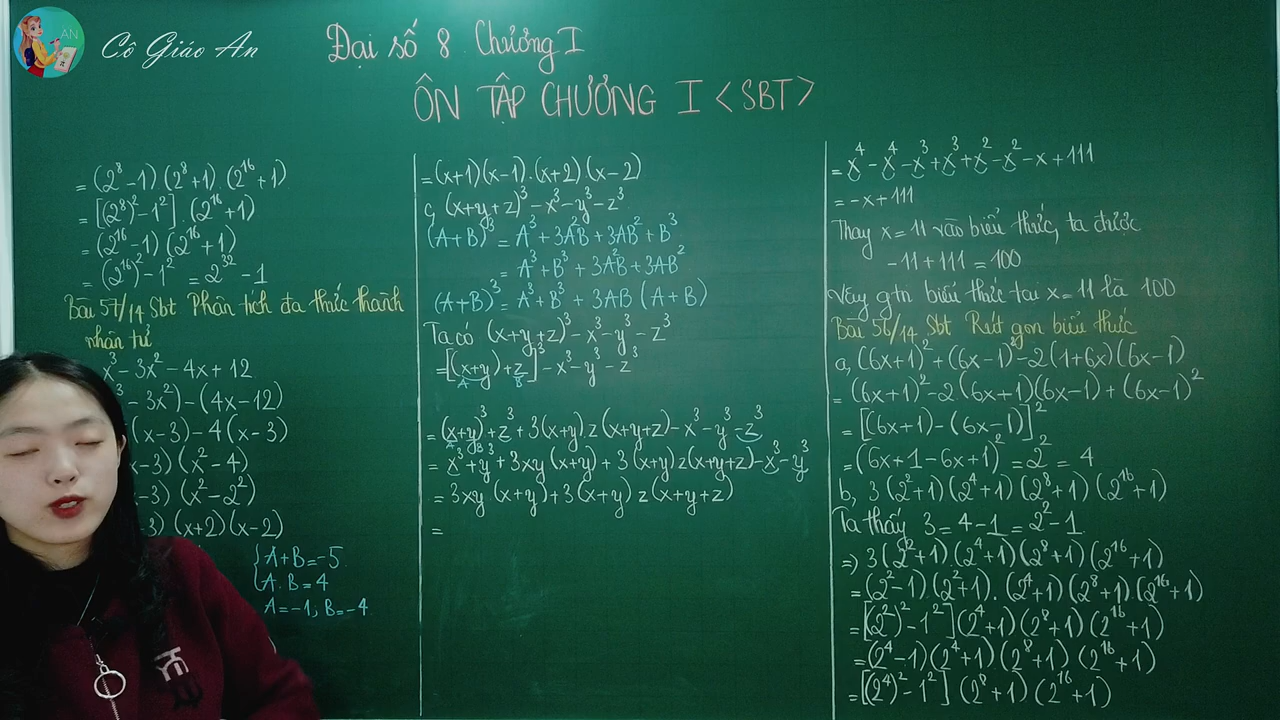 AN
Cô Giáo An
Đại số 8 Chương I
ÔN TẬP CHƯƠNG I <SBT>
= (2⁸-1).(2⁸+1).(2¹⁶+1)
= [(2⁸)²-1²].(2¹⁶+1)
= (2¹⁶-1)(2¹⁶+1)
= (2¹⁶)²-1² = 2³²-1
Bài 57/14 Sbt Phân tích đa thức thành
nhân tử
x³-3x²-4x+12
-3x²)-(4x-12)
(x-3)-4(x-3)
x-3)(x²-4)
-3)(x²-2²)
3)(x+2)(x-2)
{A+B=-5
A.B=4
A=-1, B=-4
=(x+1)(x-1).(x+2)(x-2)
c, (x+y+z)³-x³-y³-z³
(A+B)³ = A³+3A²B+3AB²+B³
= A³+B³+3A²B+3AB²
(A+B)³ = A³+B³+3AB(A+B)
Ta có (x+y+z)³-x³-y³-z³
=[(x+y)+z]³-x³-y³-z³
A B
=(x+y)³+z³+3(x+y).z(x+y+z)-x³-y³-z³
A B
= x³+y³+3xy(x+y)+3(x+y)z(x+y+z)-x³-y³
= 3xy(x+y)+3(x+y)z(x+y+z)
=
= x⁴-x⁴-x³+x³+x²-x²-x+111
= -x+111
Thay x=11 vào biểu thức, ta được
-11+111=100
Vậy gtrị biểu thức tại x=11 là 100
Bài 56/14 Sbt Rút gọn biểu thức
a, (6x+1)²+(6x-1)²-2(1+6x)(6x-1)
= (6x+1)²-2(6x+1)(6x-1)+(6x-1)²
= [(6x+1)-(6x-1)]²
=(6x+1-6x+1)²=2²=4
b, 3(2²+1)(2⁴+1)(2⁸+1)(2¹⁶+1)
Ta thấy 3=4-1=2²-1
=> 3(2²+1).(2⁴+1)(2⁸+1)(2¹⁶+1)
=(2²-1).(2²+1).(2⁴+1)(2⁸+1)(2¹⁶+1)
=[(2²)²-1²](2⁴+1)(2⁸+1)(2¹⁶+1)
=(2⁴-1)(2⁴+1)(2⁸+1)(2¹⁶+1)
=[(2⁴)²-1²](2⁸+1)(2¹⁶+1)